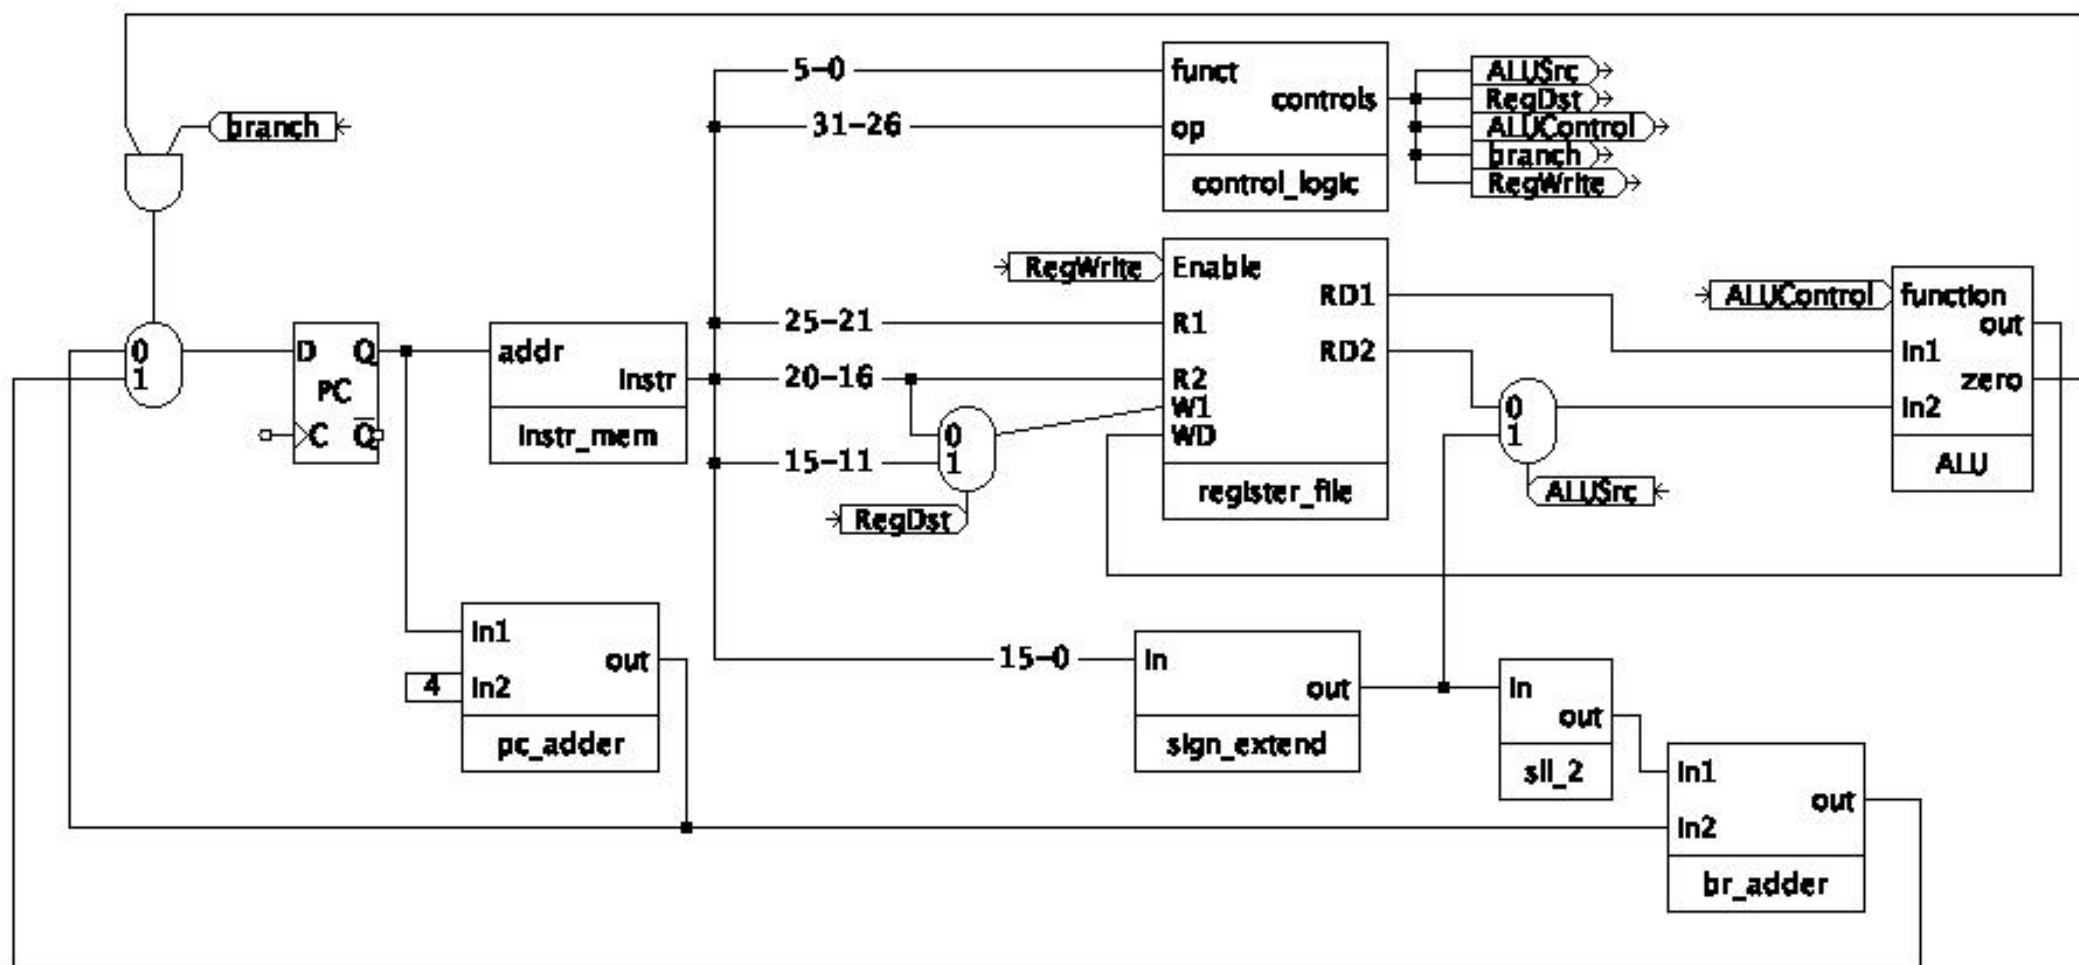 5-0
funct
controls
ALUSrc
RegDst
31-26
op
ALUControl
branch
branch
RegWrite
control_logic
RegWrite
Enable
RD1
ALUControl
function
25-21
R1
out
0
1
D
Q
PC
C
Q
addr
instr
instr_mem
RD2
in1
20-16
R2
W1
WD
0
1
zero
in2
0
1
15-11
register_file
ALU
RegDst
ALUSrc
in1
out
4
in2
pc_adder
15-0
in
out
sign_extend
in
out
sll_2
in1
out
in2
br_adder